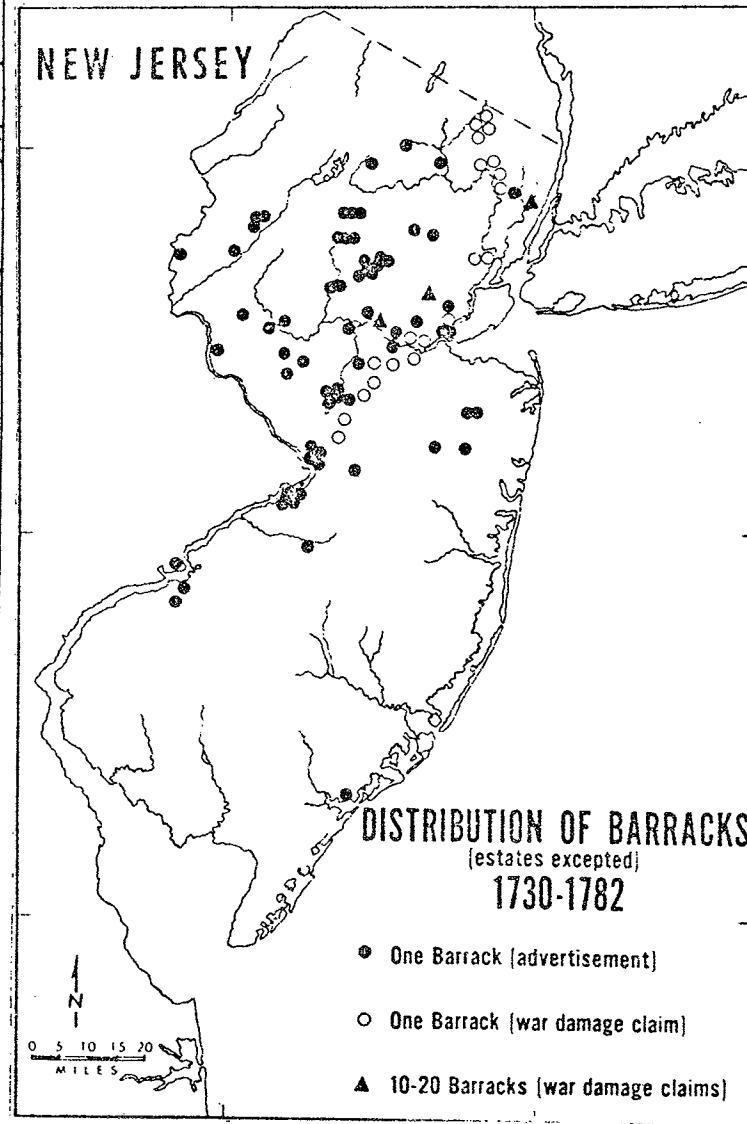 NEW JERSEY
DISTRIBUTION OF BARRACKS
(estates excepted)
1730-1782
One Barrack (advertisement)
One Barrack (war damage claim)
10-20 Barracks (war damage claims)
N
0 5 10 15 20
MILES